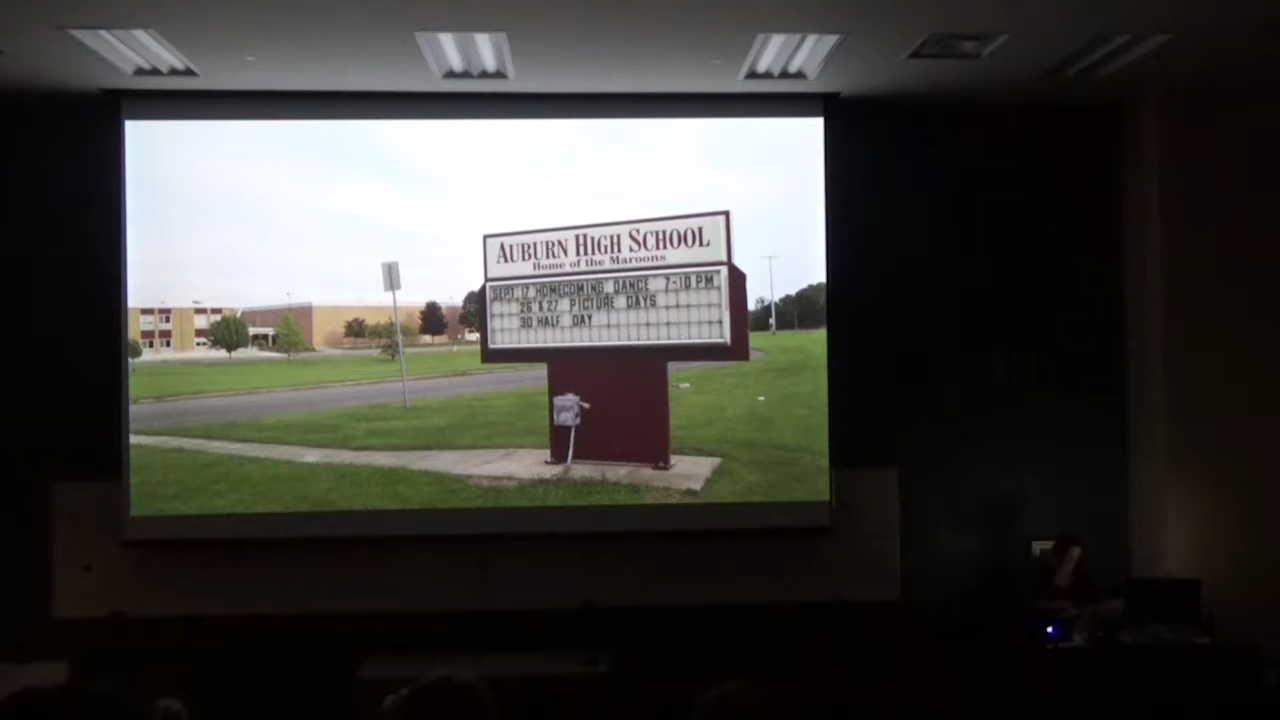 AUBURN HIGH SCHOOL
Home of the Maroons
SEPT 17 HOMECOMING DANCE 7-10 PM
26 & 27 PICTURE DAYS
30 HALF DAY